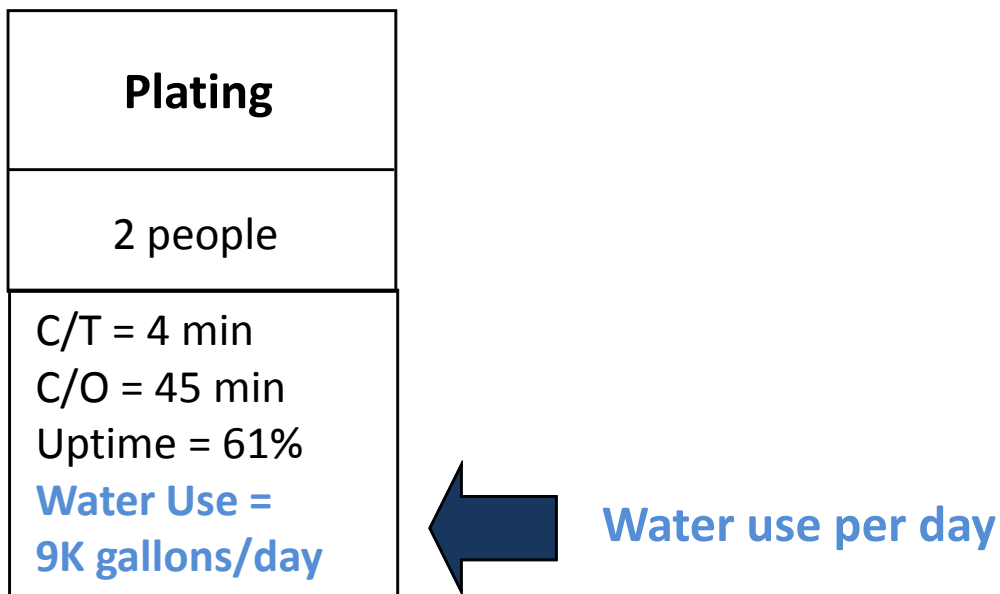 Plating
2 people
C/T = 4 min
C/O = 45 min
Uptime = 61%
Water Use =
9K gallons/day
Water use per day